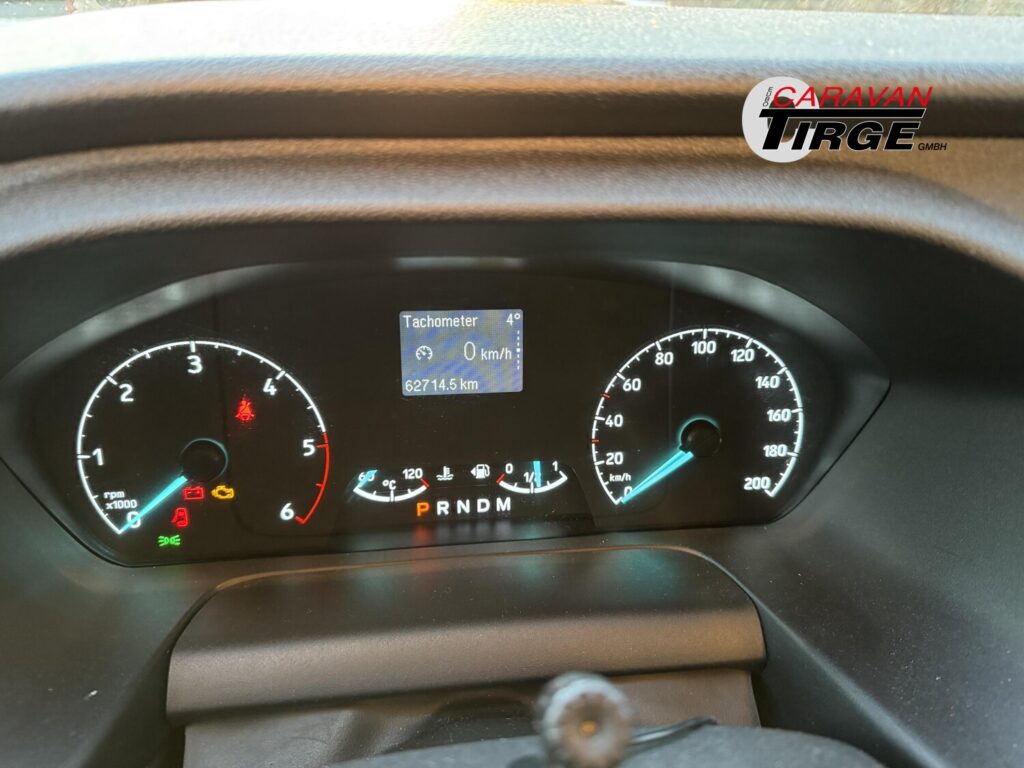 CARAVAN
TIRGE GMBH
Tachometer 4°
0 km/h
62714.5 km
0 1 2 3 4 5 6
rpm
x1000
60 120
°C
0 1/2 1
P R N D M
0 20 40 60 80 100 120 140 160 180 200
km/h